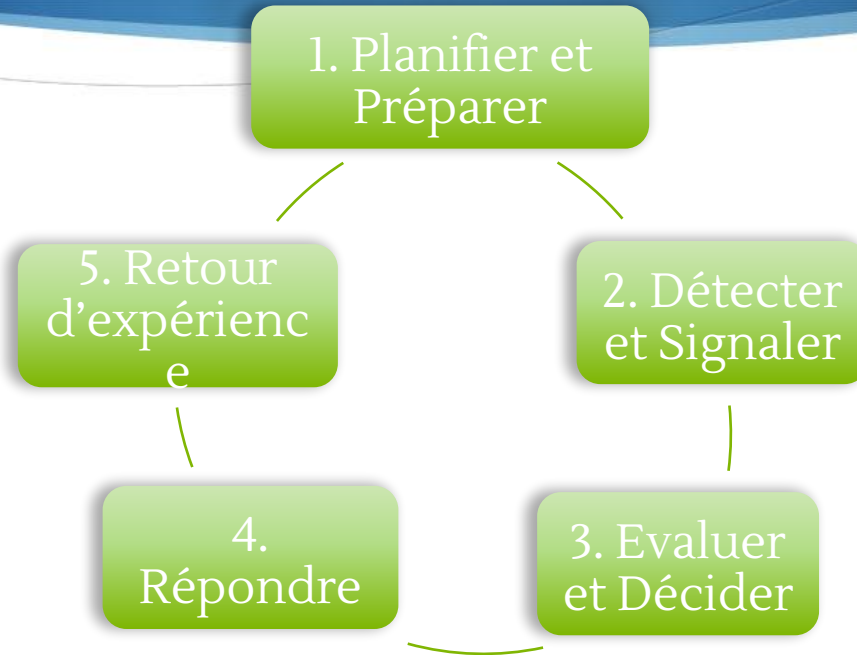 1. Planifier et
Préparer
2. Détecter
et Signaler
3. Evaluer
et Décider
4.
Répondre
5. Retour
d’expérienc
e